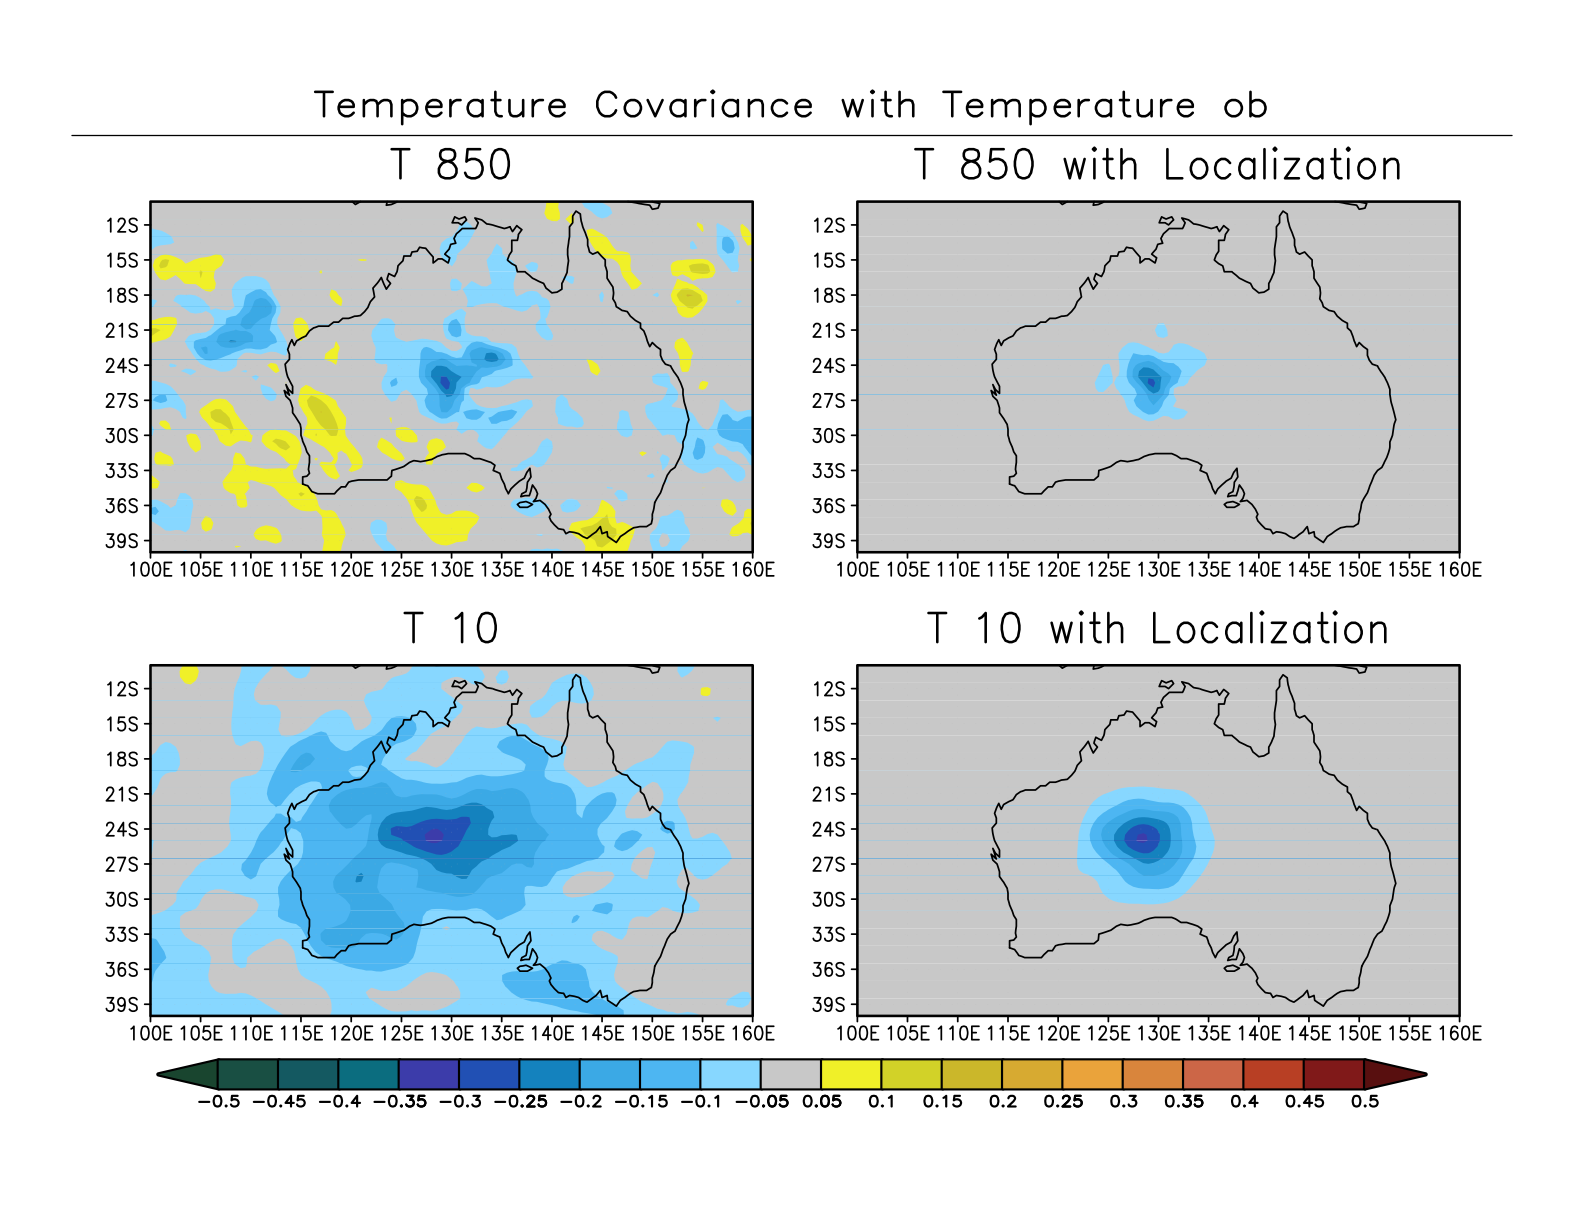 Temperature Covariance with Temperature ob
T 850
T 850 with Localization
12S
15S
18S
21S
24S
27S
30S
33S
36S
39S
100E 105E 110E 115E 120E 125E 130E 135E 140E 145E 150E 155E 160E
12S
15S
18S
21S
24S
27S
30S
33S
36S
39S
100E 105E 110E 115E 120E 125E 130E 135E 140E 145E 150E 155E 160E
T 10
T 10 with Localization
12S
15S
18S
21S
24S
27S
30S
33S
36S
39S
100E 105E 110E 115E 120E 125E 130E 135E 140E 145E 150E 155E 160E
12S
15S
18S
21S
24S
27S
30S
33S
36S
39S
100E 105E 110E 115E 120E 125E 130E 135E 140E 145E 150E 155E 160E
-0.5 -0.45 -0.4 -0.35 -0.3 -0.25 -0.2 -0.15 -0.1 -0.05 0.05 0.1 0.15 0.2 0.25 0.3 0.35 0.4 0.45 0.5